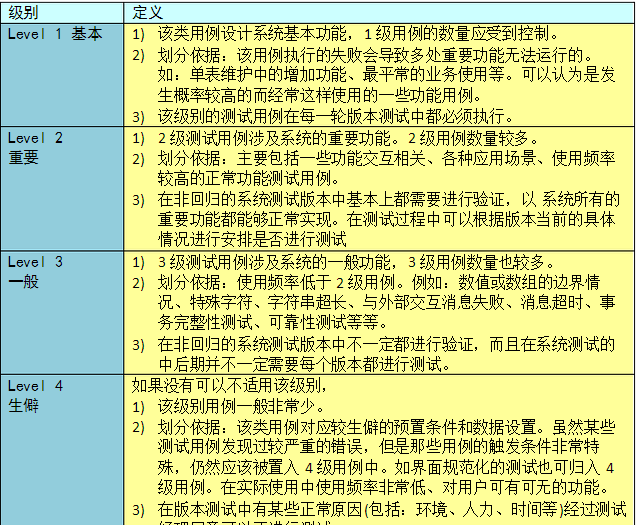 级别
定义
Level 1 基本
1) 该类用例设计系统基本功能，1 级用例的数量应受到控制。
2) 划分依据：该用例执行的失败会导致多处重要功能无法运行的。
如：单表维护中的增加功能、最平常的业务使用等。可以认为是发
生概率较高的而经常这样使用的一些功能用例。
3) 该级别的测试用例在每一轮版本测试中都必须执行。
Level 2
重要
1) 2 级测试用例涉及系统的重要功能。2 级用例数量较多。
2) 划分依据：主要包括一些功能交互相关、各种应用场景、使用频率
较高的正常功能测试用例。
3) 在非回归的系统测试版本中基本上都需要进行验证，以 系统所有的
重要功能都能够正常实现。在测试过程中可以根据版本当前的具体
情况进行安排是否进行测试
Level 3
一般
1) 3 级测试用例涉及系统的一般功能，3 级用例数量也较多。
2) 划分依据：使用频率低于 2 级用例。例如：数值或数组的边界情
况、特殊字符、字符串超长、与外部交互消息失败、消息超时、事
务完整性测试、可靠性测试等等。
3) 在非回归的系统测试版本中不一定都进行验证，而且在系统测试的
中后期并不一定需要每个版本都进行测试。
Level 4
生僻
如果没有可以不适用该级别，
1) 该级别用例一般非常少。
2) 划分依据：该类用例对应较生僻的预置条件和数据设置。虽然某些
测试用例发现过较严重的错误，但是那些用例的触发条件非常特
殊，仍然应该被置入 4 级用例中。如界面规范化的测试也可归入 4
级用例。在实际使用中使用频率非常低、对用户可有可无的功能。
3) 在版本测试中有某些正常原因(包括：环境、人力、时间等)经过测试